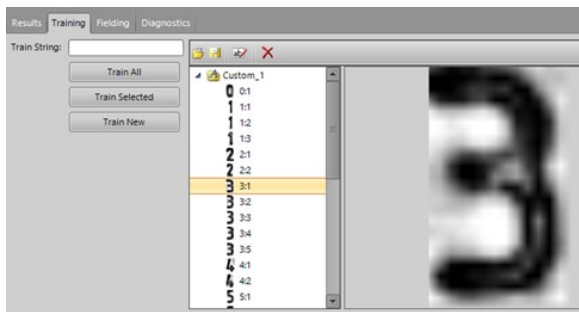 Results Training Fielding Diagnostics
Train String:
Train All
Train Selected
Train New
Custom_1
0 0:1
1 1:1
1 1:2
1 1:3
2 2:1
2 2:2
3 3:1
3 3:2
3 3:3
3 3:4
3 3:5
4 4:1
4 4:2
5 5:1
3